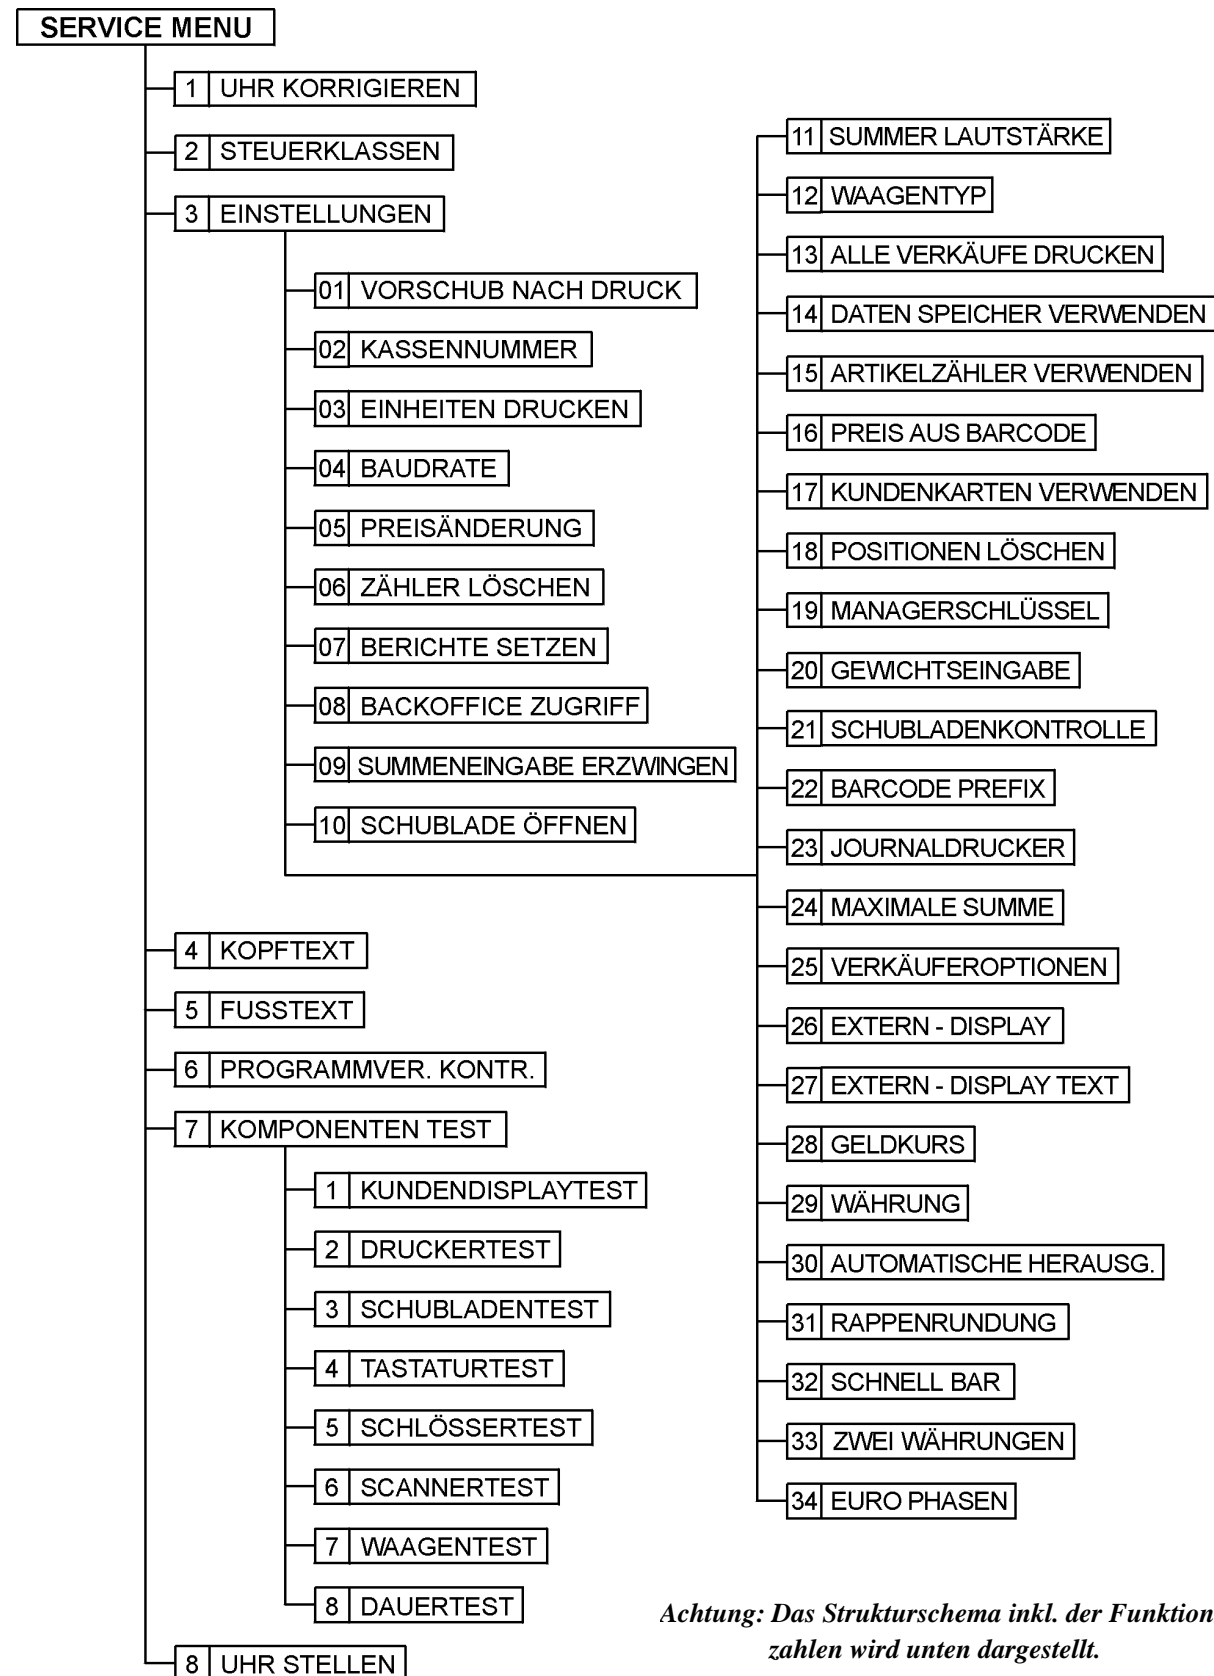 SERVICE MENU
1 UHR KORRIGIEREN
2 STEUERKLASSEN
3 EINSTELLUNGEN
01 VORSCHUB NACH DRUCK
02 KASSENNUMMER
03 EINHEITEN DRUCKEN
04 BAUDRATE
05 PREISÄNDERUNG
06 ZÄHLER LÖSCHEN
07 BERICHTE SETZEN
08 BACKOFFICE ZUGRIFF
09 SUMMENEINGABE ERZWINGEN
10 SCHUBLADE ÖFFNEN
11 SUMMER LAUTSTÄRKE
12 WAAGENTYP
13 ALLE VERKÄUFE DRUCKEN
14 DATEN SPEICHER VERWENDEN
15 ARTIKELZÄHLER VERWENDEN
16 PREIS AUS BARCODE
17 KUNDENKARTEN VERWENDEN
18 POSITIONEN LÖSCHEN
19 MANAGERSCHLÜSSEL
20 GEWICHTSEINGABE
21 SCHUBLADENKONTROLLE
22 BARCODE PREFIX
23 JOURNALDRUCKER
24 MAXIMALE SUMME
25 VERKÄUFEROPTIONEN
26 EXTERN - DISPLAY
27 EXTERN - DISPLAY TEXT
28 GELDKURS
29 WÄHRUNG
30 AUTOMATISCHE HERAUSG.
31 RAPPENRUNDUNG
32 SCHNELL BAR
33 ZWEI WÄHRUNGEN
34 EURO PHASEN
4 KOPFTEXT
5 FUSSTEXT
6 PROGRAMMVER. KONTR.
7 KOMPONENTEN TEST
1 KUNDENDISPLAYTEST
2 DRUCKERTEST
3 SCHUBLADENTEST
4 TASTATURTEST
5 SCHLÖSSERTEST
6 SCANNERTEST
7 WAAGENTEST
8 DAUERTEST
8 UHR STELLEN
Achtung: Das Strukturschema inkl. der Funktion
zahlen wird unten dargestellt.